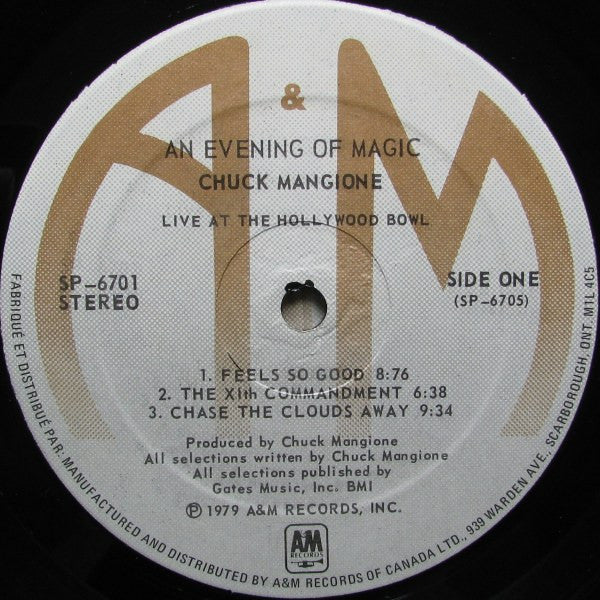 &
AN EVENING OF MAGIC
CHUCK MANGIONE
LIVE AT THE HOLLYWOOD BOWL
SP-6701
STEREO
SIDE ONE
(SP-6705)
1. FEELS SO GOOD 8:76
2. THE XIth COMMANDMENT 6:38
3. CHASE THE CLOUDS AWAY 9:34
Produced by Chuck Mangione
All selections written by Chuck Mangione
All selections published by
Gates Music, Inc. BMI
℗ 1979 A&M RECORDS, INC.
A&M
RECORDS
FABRIQUÉ ET DISTRIBUÉ PAR: MANUFACTURED AND DISTRIBUTED BY A&M RECORDS OF CANADA LTD., 939 WARDEN AVE., SCARBOROUGH, ONT. M1L 4C5